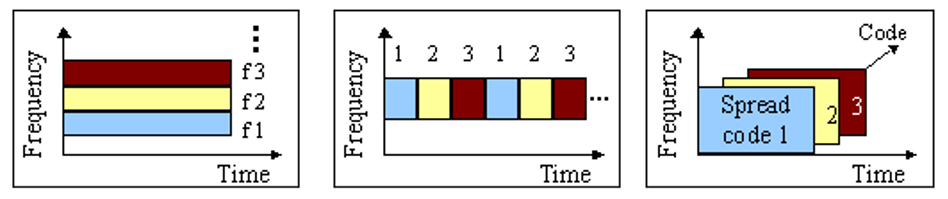 Frequency
f3
f2
f1
Time
Frequency
1 2 3 1 2 3
Time
Frequency
Code
Spread
code 1
2
3
Time